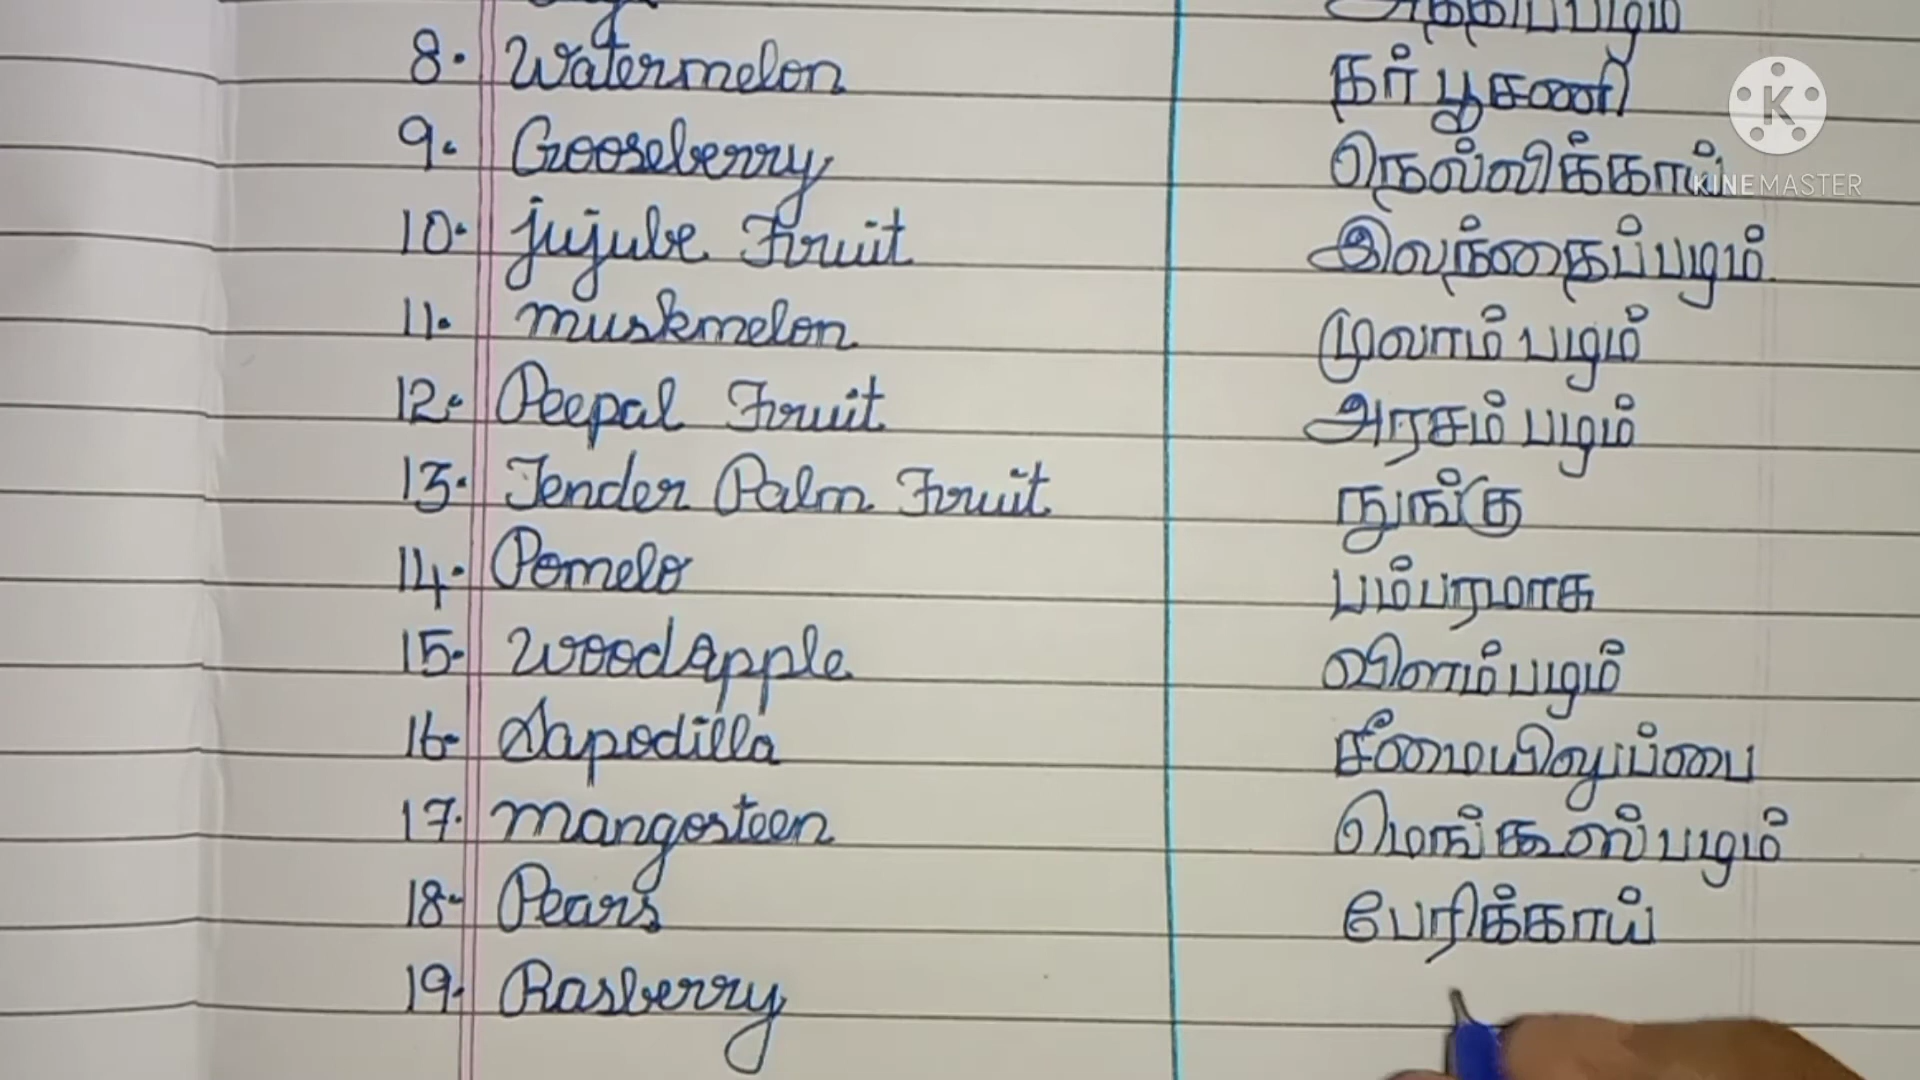 அத்திப்பழம்
8. Watermelon தர்பூசணி
9. Gooseberry நெல்லிக்காய்
10. jujube Fruit இலந்தைப்பழம்
11. muskmelon முலாம் பழம்
12. Peepal Fruit அரசம் பழம்
13. Tender Palm Fruit நுங்கு
14. Pomelo பம்பரமாசு
15. Woodapple விளாம்பழம்
16. Sapodilla சீமையிலுப்பை
17. mangosteen மெங்கூஸ் பழம்
18. Pears பேரிக்காய்
19. Rasberry
K
KINEMASTER